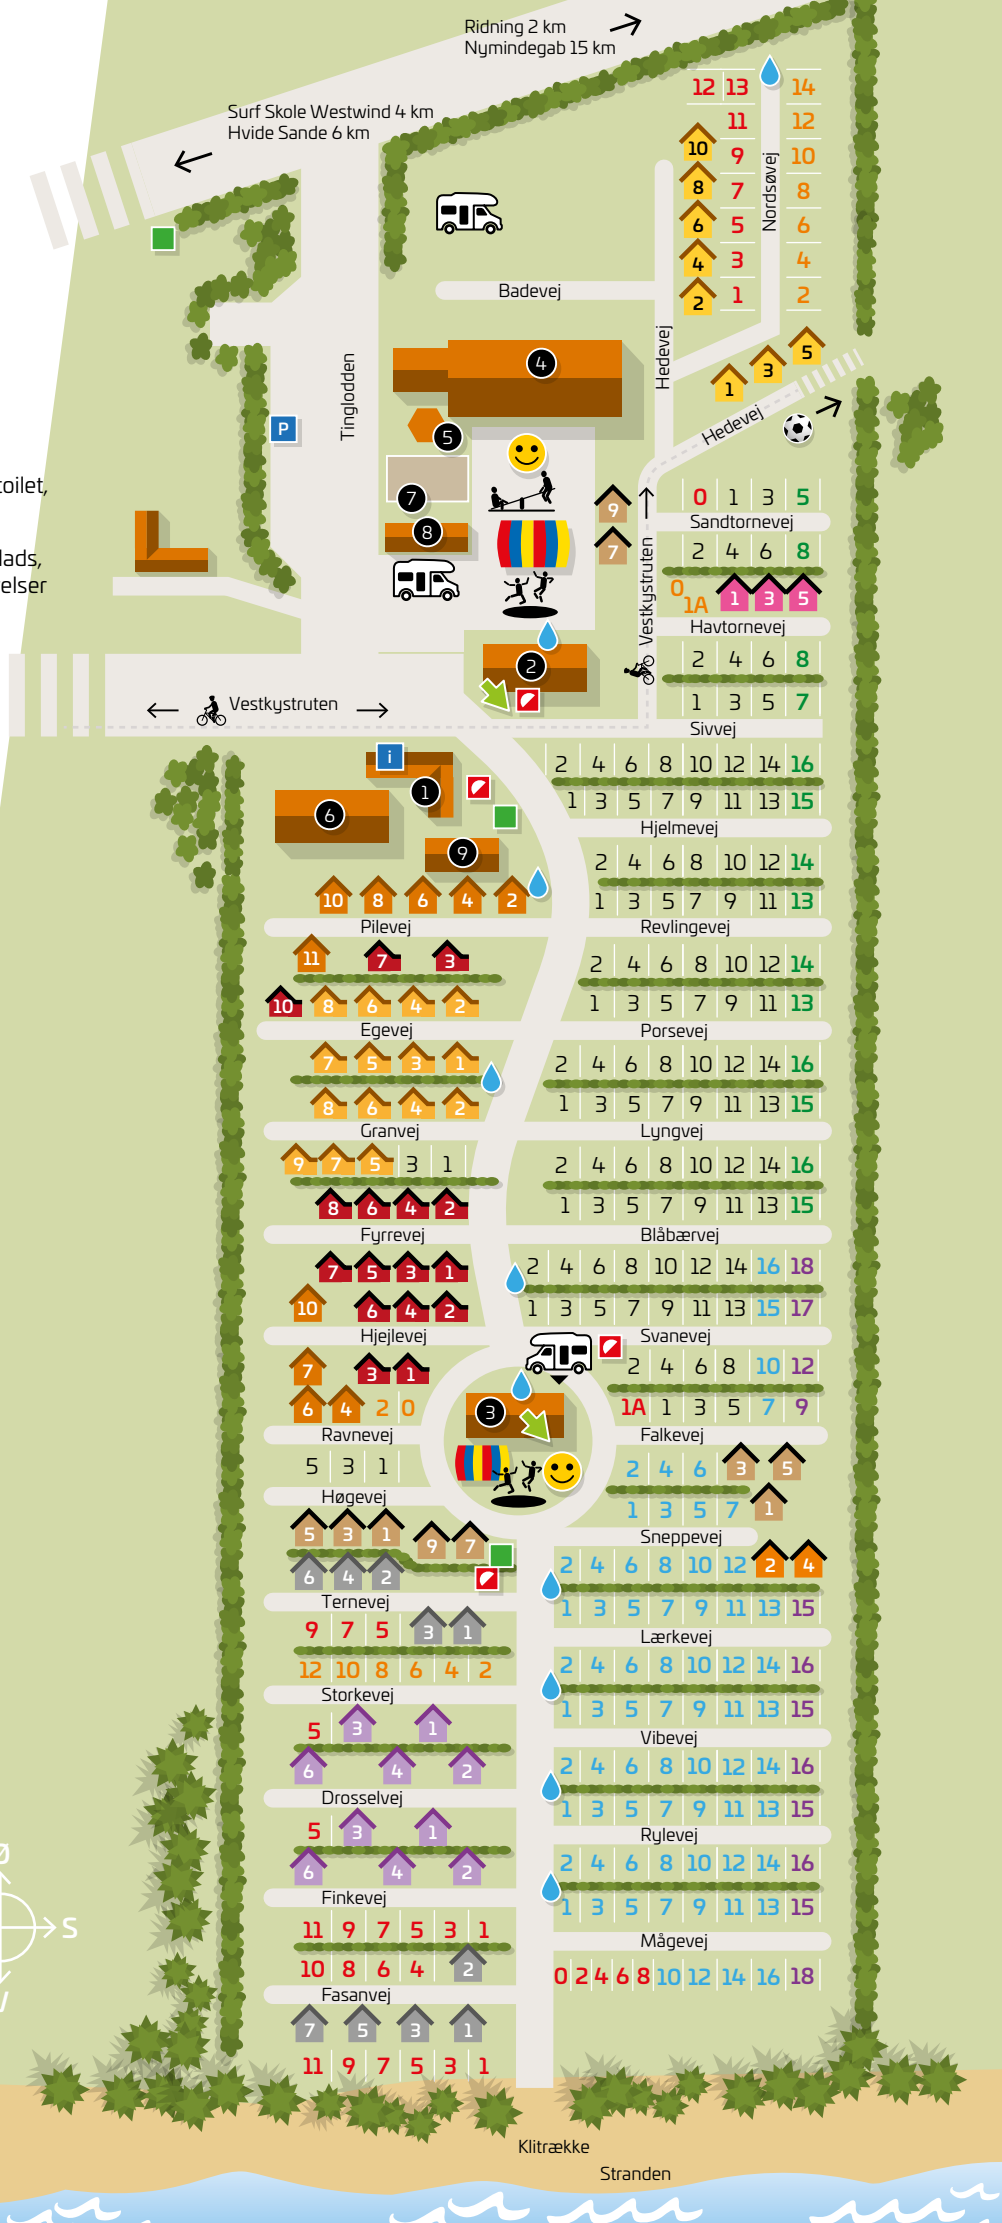 Ridning 2 km
Nymindegab 15 km
Surf Skole Westwind 4 km
Hvide Sande 6 km
12 13 14
11 12
10 9 10
8 7 8
6 5 6
4 3 4
2 1 2
Nordsøvej
Badevej
Hedevej
Tinglodden
4
5
3
1
Hedevej
P
5
7
8
oilet,
lads,
elser
9
7
0 1 3 5
Sandtornevej
2 4 6 8
0 1A 1 3 5
Havtornevej
2 4 6 8
1 3 5 7
Sivvej
Vestkystruten
2
Vestkystruten
i
1
6
9
2 4 6 8 10 12 14 16
1 3 5 7 9 11 13 15
Hjelmevej
2 4 6 8 10 12 14
1 3 5 7 9 11 13
Revlingevej
2 4 6 8 10 12 14
1 3 5 7 9 11 13
Porsevej
2 4 6 8 10 12 14 16
1 3 5 7 9 11 13 15
Lyngvej
2 4 6 8 10 12 14 16
1 3 5 7 9 11 13 15
Blåbærvej
2 4 6 8 10 12 14 16 18
1 3 5 7 9 11 13 15 17
Svanevej
2 4 6 8 10 12
1A 1 3 5 7 9
Falkevej
2 4 6 3 5
1 3 5 7 1
Sneppevej
2 4 6 8 10 12 2 4
1 3 5 7 9 11 13 15
Lærkevej
2 4 6 8 10 12 14 16
1 3 5 7 9 11 13 15
Vibevej
2 4 6 8 10 12 14 16
1 3 5 7 9 11 13 15
Rylevej
2 4 6 8 10 12 14 16
1 3 5 7 9 11 13 15
Mågevej
0 2 4 6 8 10 12 14 16 18
10 8 6 4 2
Pilevej
11 7 3
10 8 6 4 2
Egevej
7 5 3 1
8 6 4 2
Granvej
9 7 5 3 1
8 6 4 2
Fyrrevej
7 5 3 1
10 6 4 2
Hjejlevej
7 3 1
6 4 2 0
Ravnevej
3
5 3 1
Høgevej
5 3 1 9 7
6 4 2
Ternevej
9 7 5 3 1
12 10 8 6 4 2
Storkevej
5 3 1
6 4 2
Drosselvej
5 3 1
6 4 2
Finkevej
11 9 7 5 3 1
10 8 6 4 2
Fasanvej
7 5 3 1
11 9 7 5 3 1
S
Klitrække
Stranden